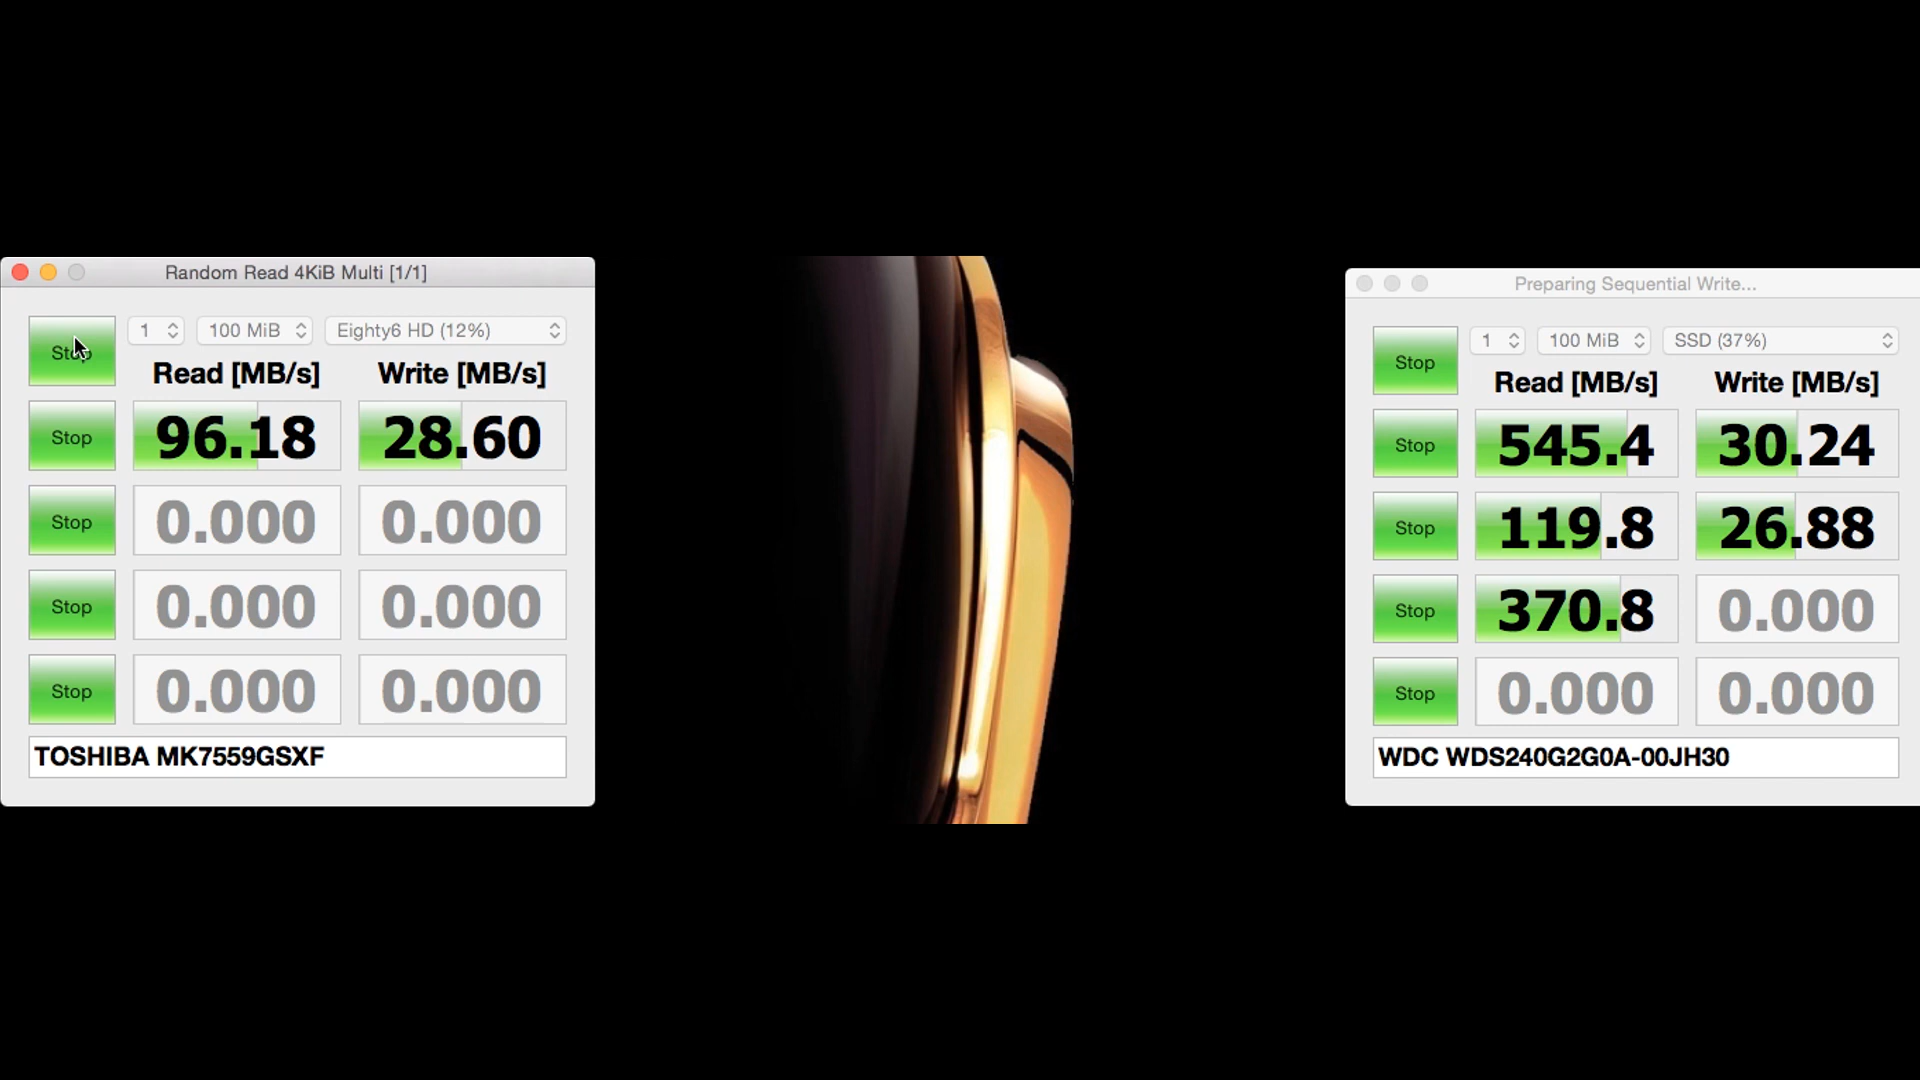 Random Read 4KiB Multi [1/1]
Stop 1 100 MiB Eighty6 HD (12%)
Read [MB/s] Write [MB/s]
Stop 96.18 28.60
Stop 0.000 0.000
Stop 0.000 0.000
Stop 0.000 0.000
TOSHIBA MK7559GSXF
Preparing Sequential Write...
Stop 1 100 MiB SSD (37%)
Read [MB/s] Write [MB/s]
Stop 545.4 30.24
Stop 119.8 26.88
Stop 370.8 0.000
Stop 0.000 0.000
WDC WDS240G2G0A-00JH30